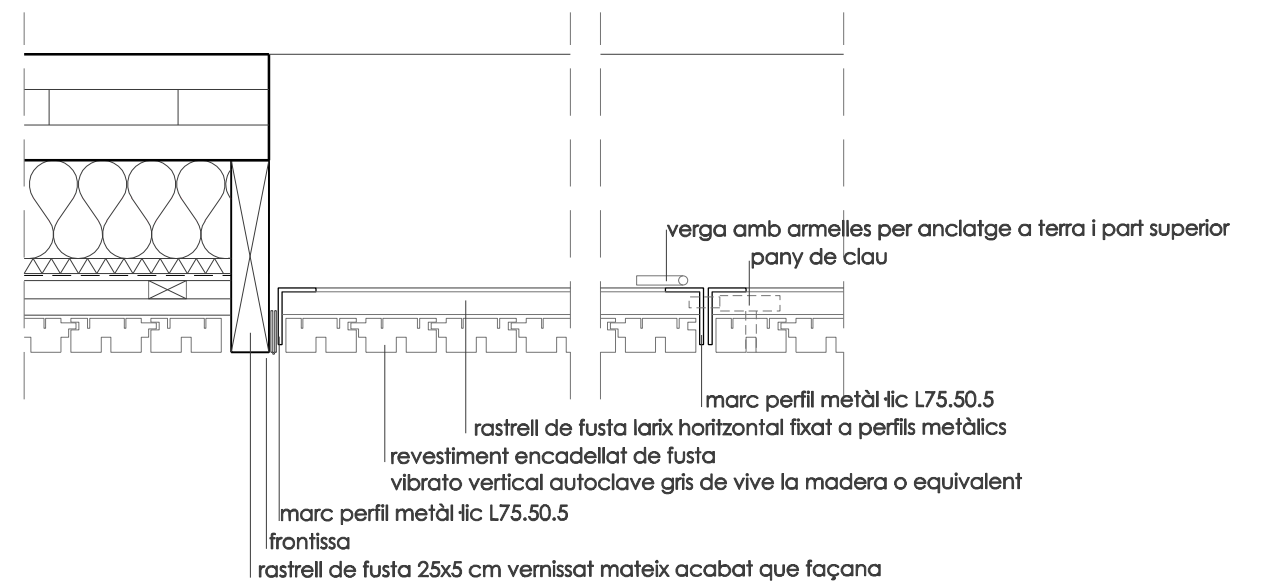 verga amb armelles per anclatge a terra i part superior
pany de clau
marc perfil metàl·lic L75.50.5
rastrell de fusta larix horitzontal fixat a perfils metàlics
revestiment encadellat de fusta
vibrato vertical autoclave gris de vive la madera o equivalent
marc perfil metàl·lic L75.50.5
frontissa
rastrell de fusta 25x5 cm vernissat mateix acabat que façana